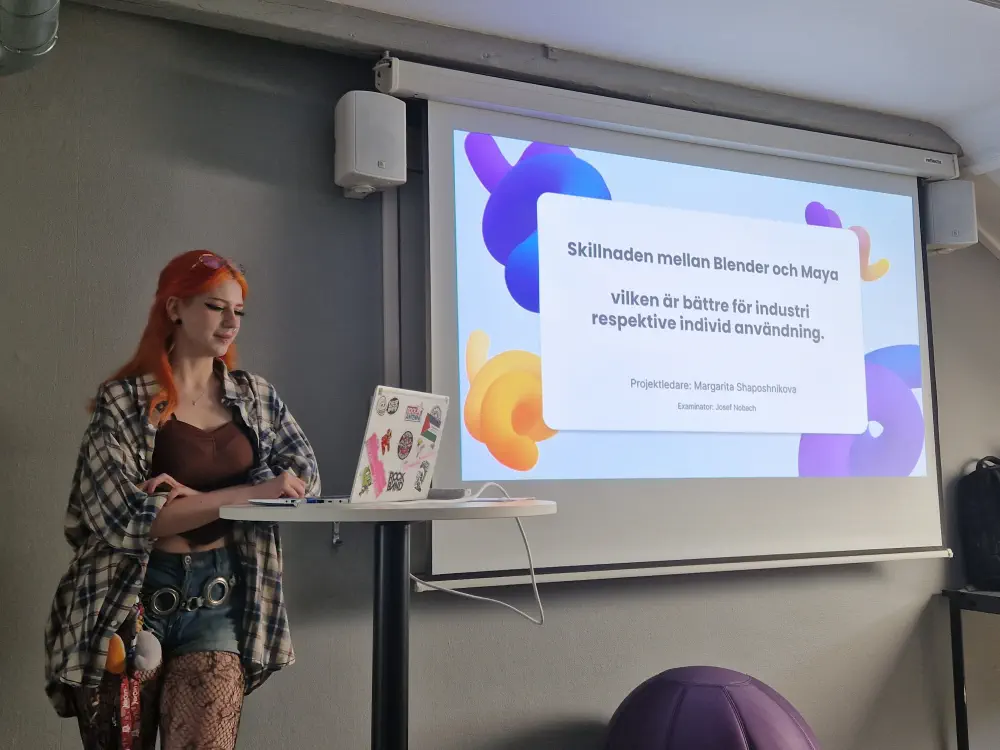 Skillnaden mellan Blender och Maya
vilken är bättre för industri
respektive individ användning.
Projektledare: Margarita Shaposhnikova
Examinator: Josef Nobach